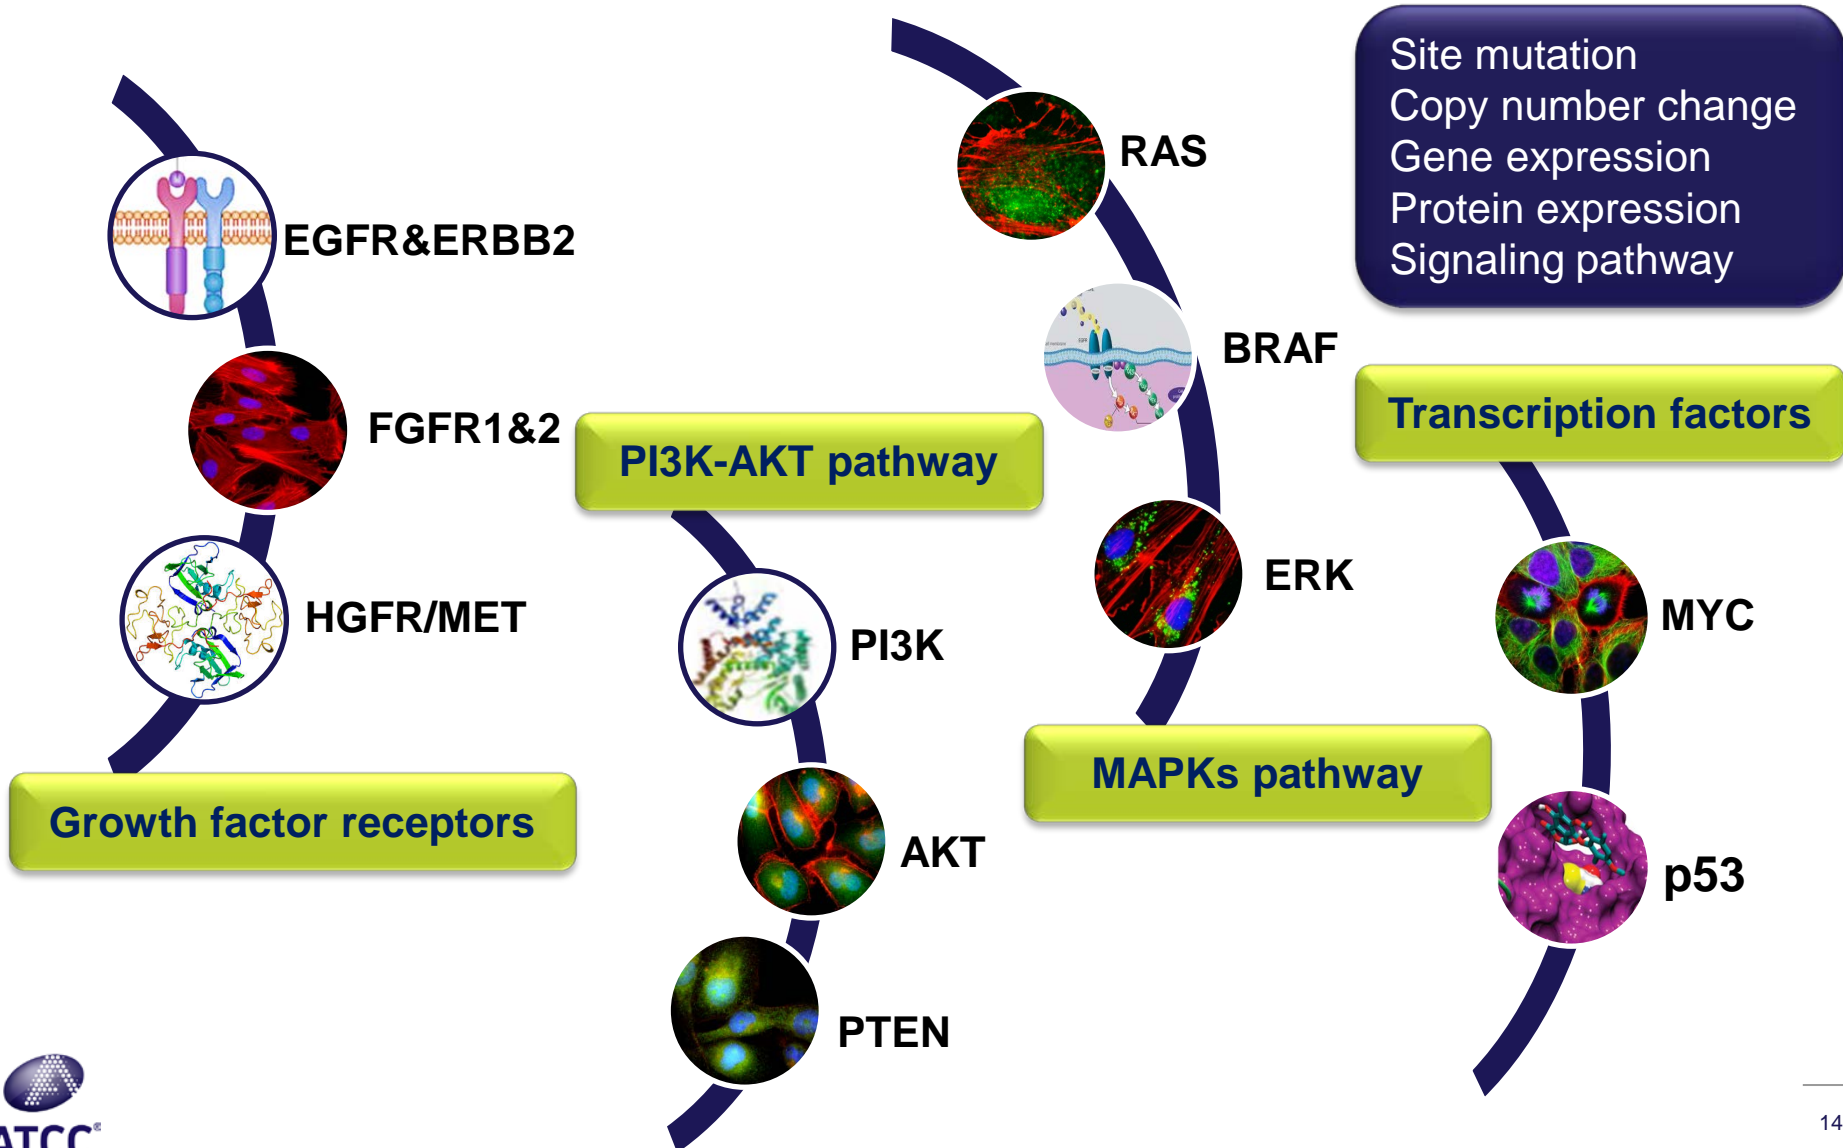 EGFR&ERBB2
FGFR1&2
HGFR/MET
Growth factor receptors
PI3K-AKT pathway
PI3K
AKT
PTEN
RAS
BRAF
ERK
MAPKs pathway
Site mutation
Copy number change
Gene expression
Protein expression
Signaling pathway
Transcription factors
MYC
p53
ATCC®
14